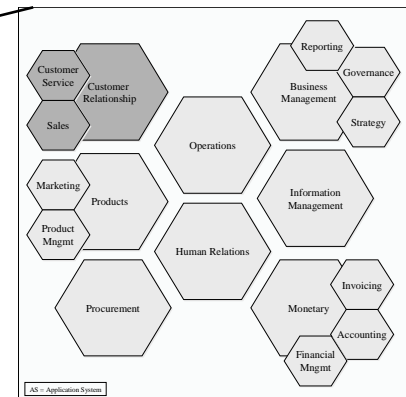 Reporting
Customer
Service
Customer
Relationship
Business
Management
Governance
Sales
Strategy
Operations
Marketing
Products
Information
Management
Product
Mngmt
Human Relations
Invoicing
Procurement
Monetary
Accounting
Financial
Mngmt
AS = Application System